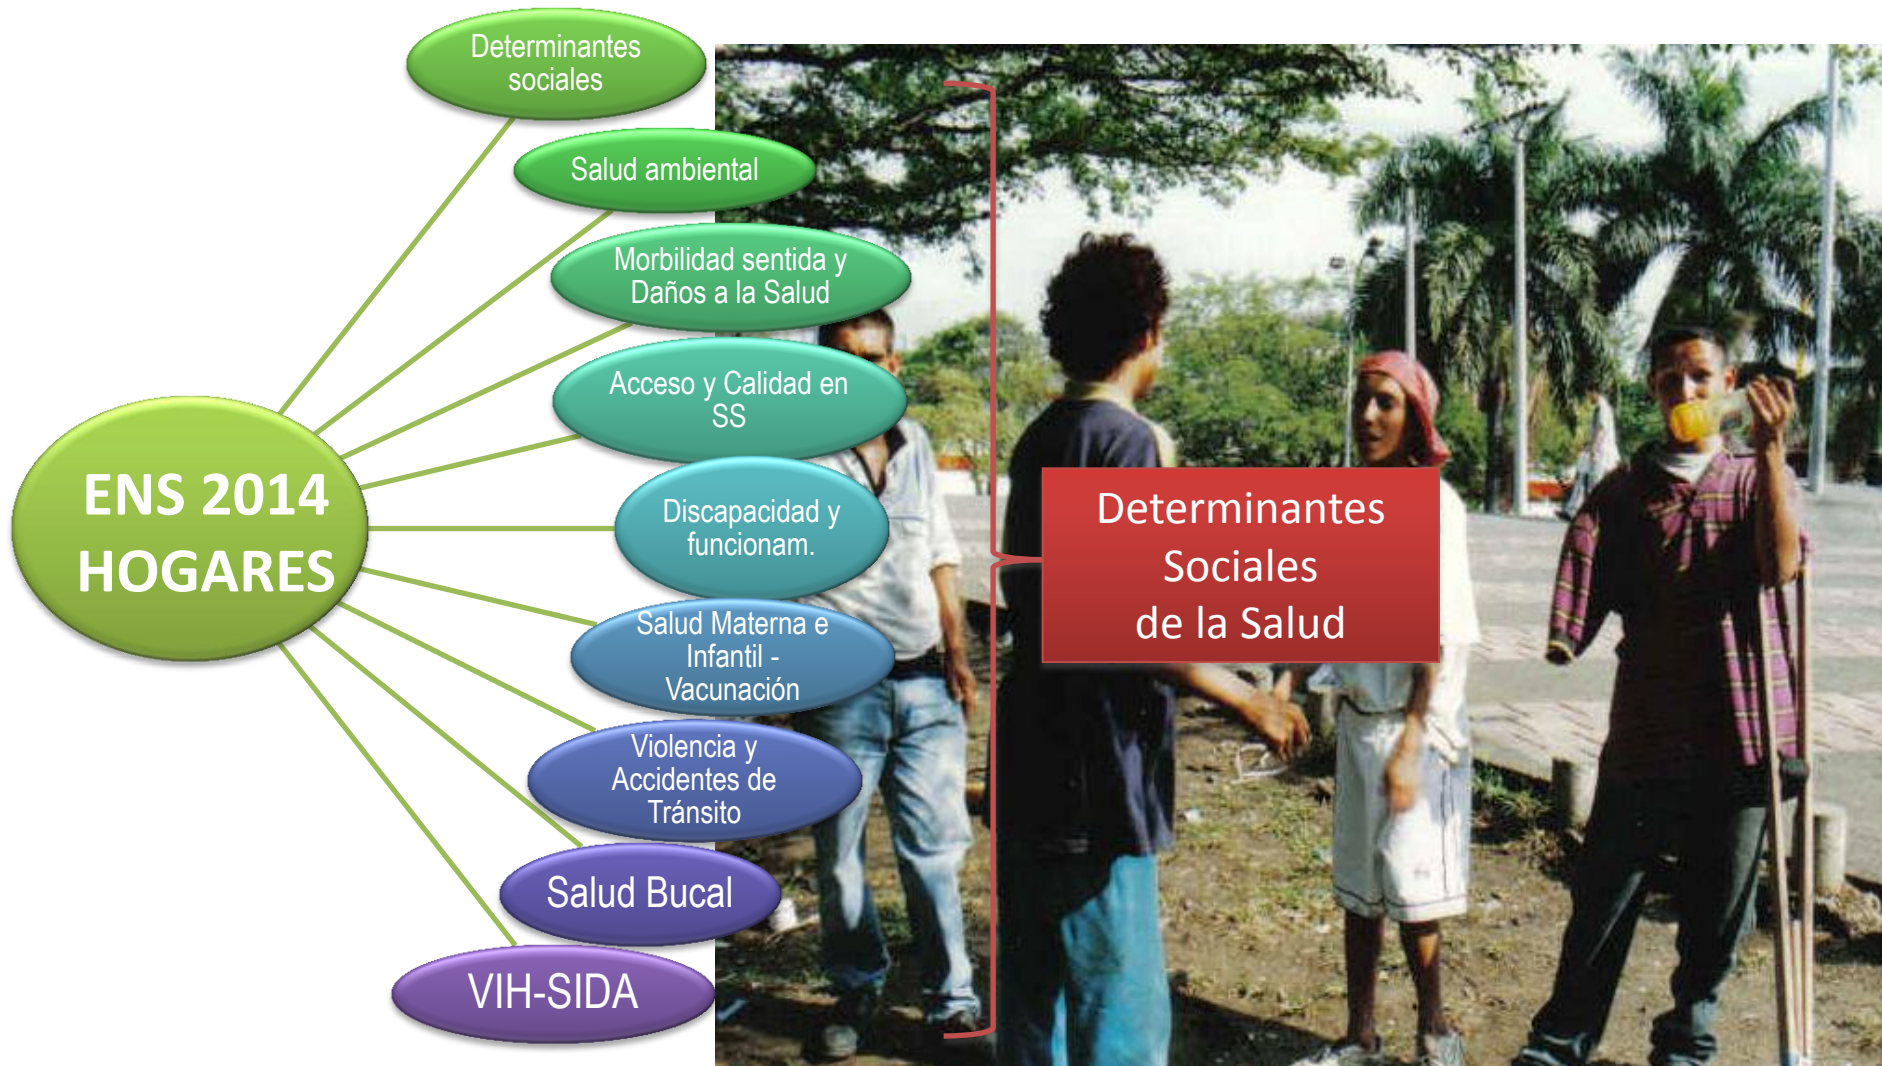 Determinantes
sociales
Salud ambiental
Morbilidad sentida y
Daños a la Salud
Acceso y Calidad en
SS
ENS 2014
HOGARES
Discapacidad y
funcionam.
Salud Materna e
Infantil -
Vacunación
Violencia y
Accidentes de
Tránsito
Salud Bucal
VIH-SIDA
Determinantes
Sociales
de la Salud